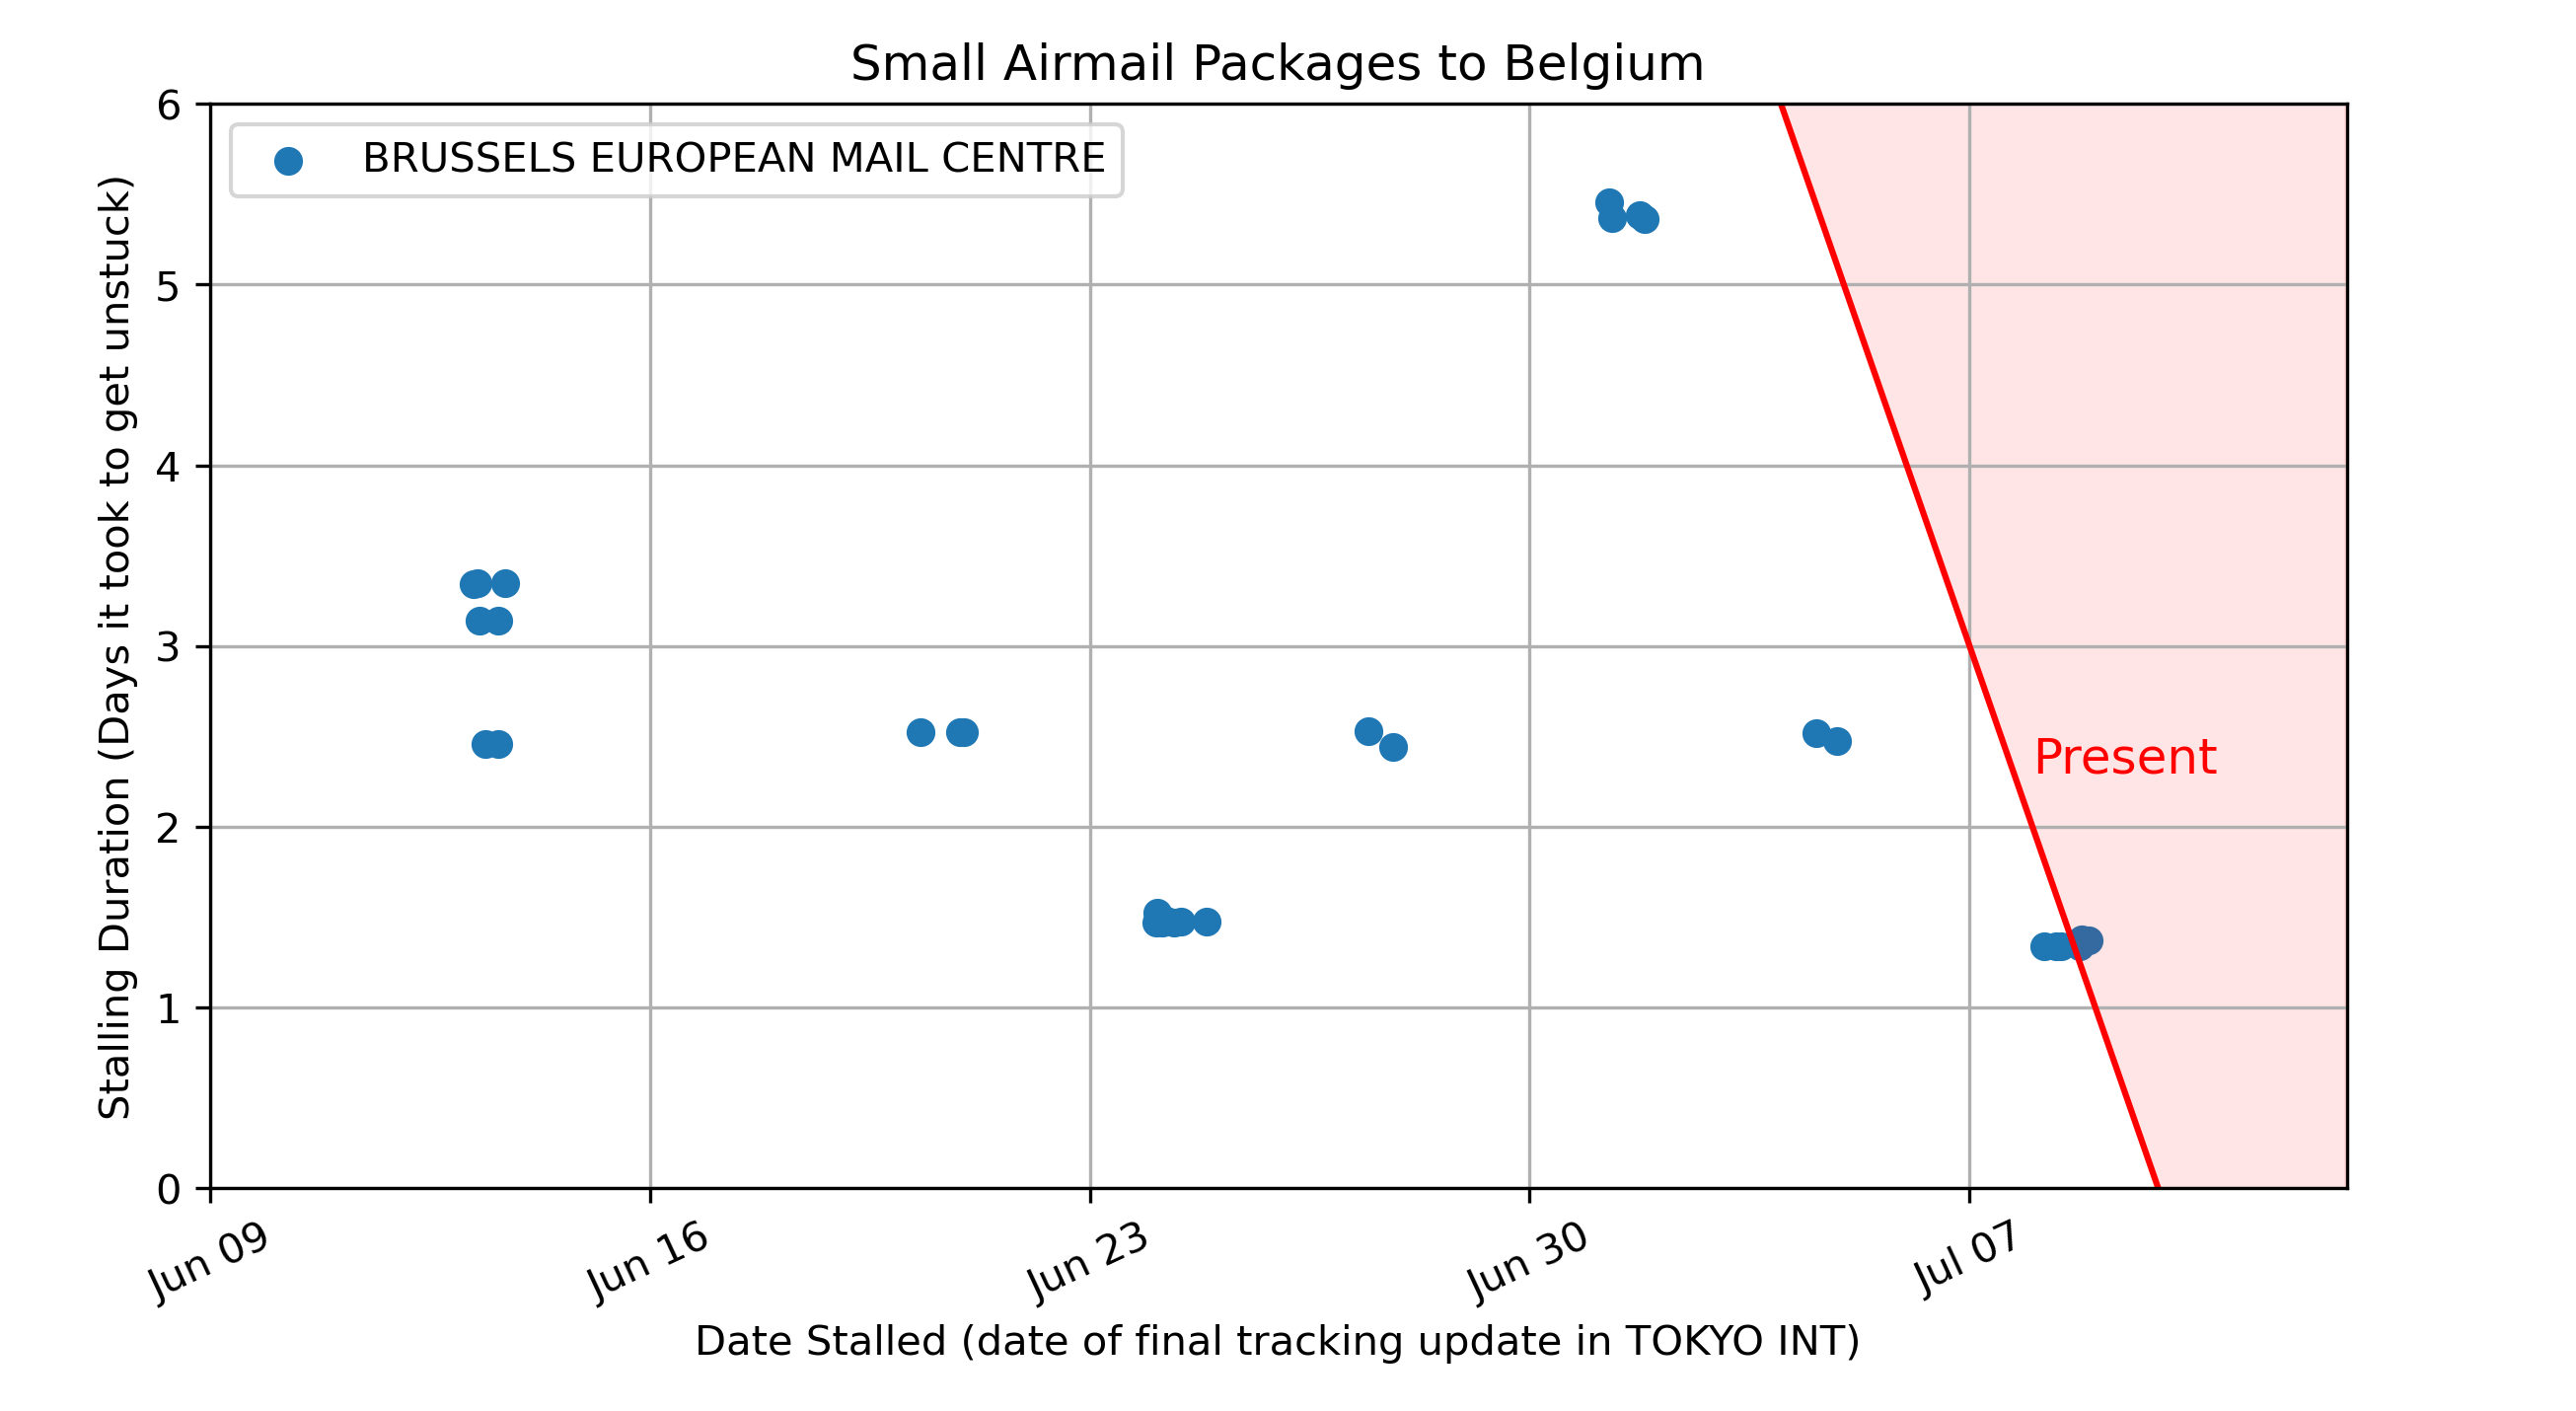 Small Airmail Packages to Belgium
BRUSSELS EUROPEAN MAIL CENTRE
Stalling Duration (Days it took to get unstuck)
6
5
4
3
2
1
0
Present
Jun 09
Jun 16
Jun 23
Jun 30
Jul 07
Date Stalled (date of final tracking update in TOKYO INT)